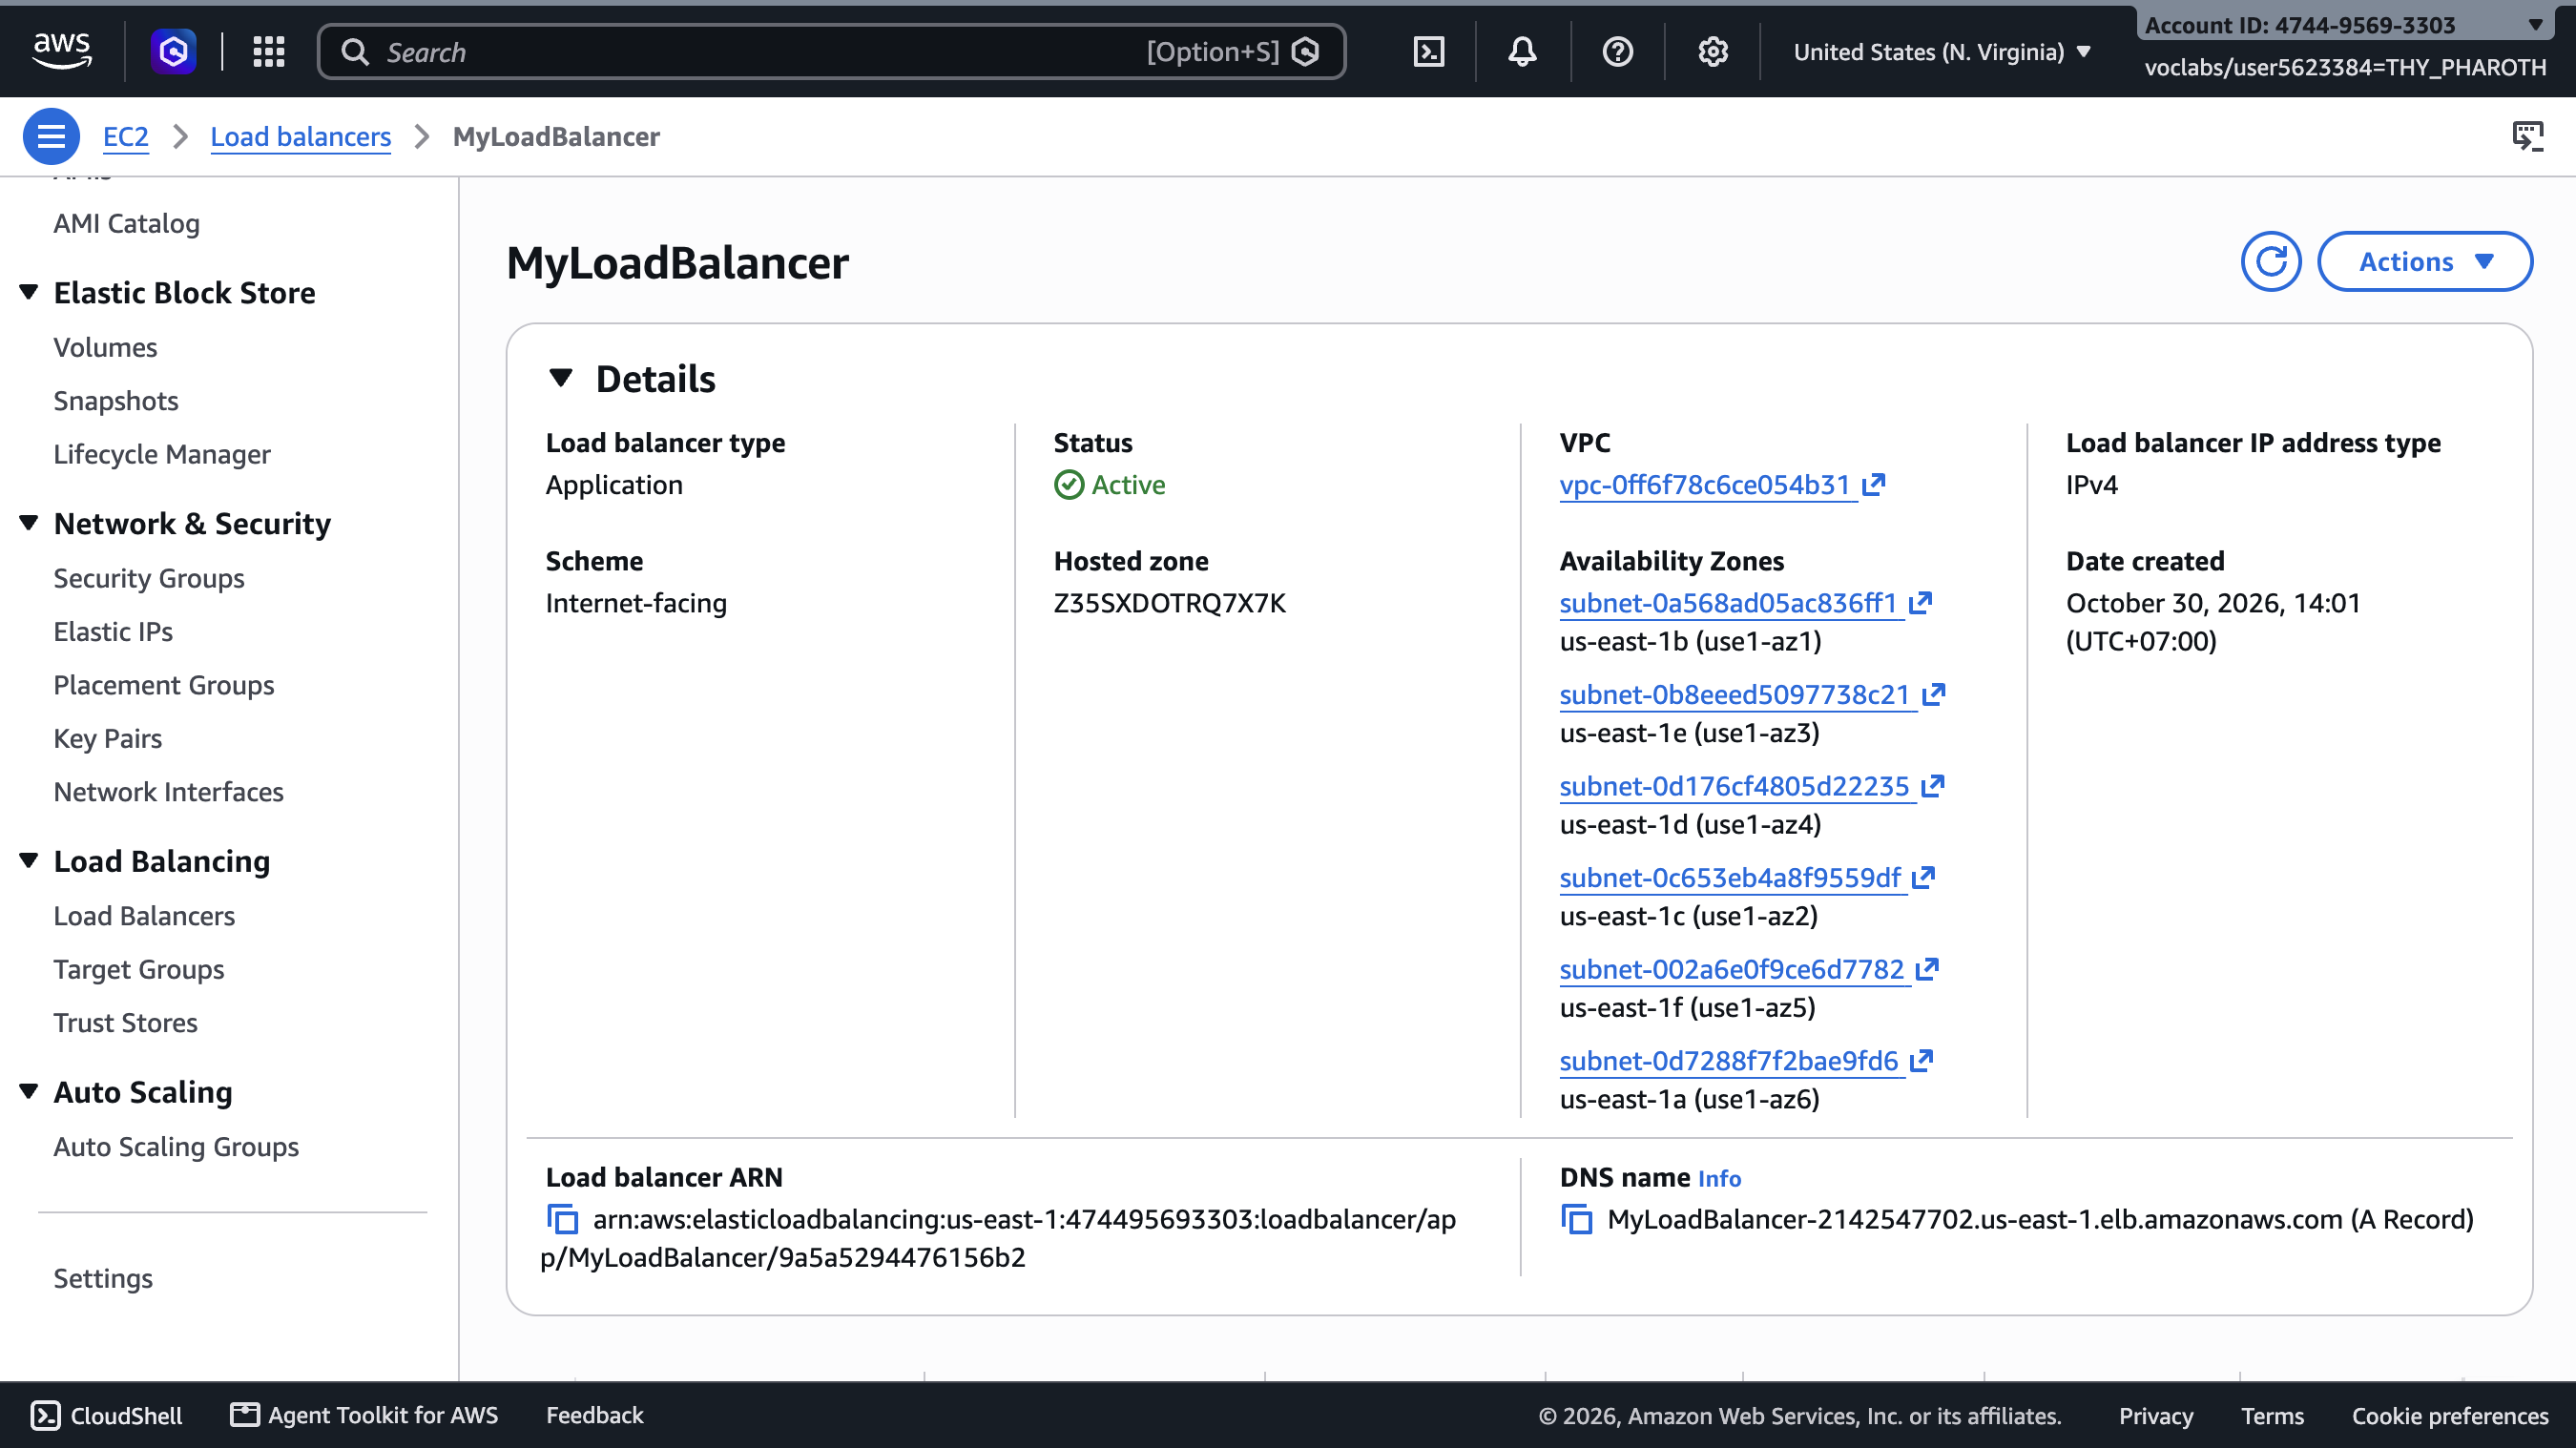 aws
Search
[Option+S]
United States (N. Virginia)
Account ID: 4744-9569-3303
voclabs/user5623384=THY_PHAROTH
EC2
Load balancers
MyLoadBalancer
AMI Catalog
Elastic Block Store
Volumes
Snapshots
Lifecycle Manager
Network & Security
Security Groups
Elastic IPs
Placement Groups
Key Pairs
Network Interfaces
Load Balancing
Load Balancers
Target Groups
Trust Stores
Auto Scaling
Auto Scaling Groups
Settings
MyLoadBalancer
Actions
Details
Load balancer type
Application
Scheme
Internet-facing
Status
Active
Hosted zone
Z35SXDOTRQ7X7K
VPC
vpc-0ff6f78c6ce054b31
Availability Zones
subnet-0a568ad05ac836ff1
us-east-1b (use1-az1)
subnet-0b8eeed5097738c21
us-east-1e (use1-az3)
subnet-0d176cf4805d22235
us-east-1d (use1-az4)
subnet-0c653eb4a8f9559df
us-east-1c (use1-az2)
subnet-002a6e0f9ce6d7782
us-east-1f (use1-az5)
subnet-0d7288f7f2bae9fd6
us-east-1a (use1-az6)
Load balancer IP address type
IPv4
Date created
October 30, 2026, 14:01
(UTC+07:00)
Load balancer ARN
arn:aws:elasticloadbalancing:us-east-1:474495693303:loadbalancer/ap
p/MyLoadBalancer/9a5a5294476156b2
DNS name Info
MyLoadBalancer-2142547702.us-east-1.elb.amazonaws.com (A Record)
CloudShell
Agent Toolkit for AWS
Feedback
© 2026, Amazon Web Services, Inc. or its affiliates.
Privacy
Terms
Cookie preferences